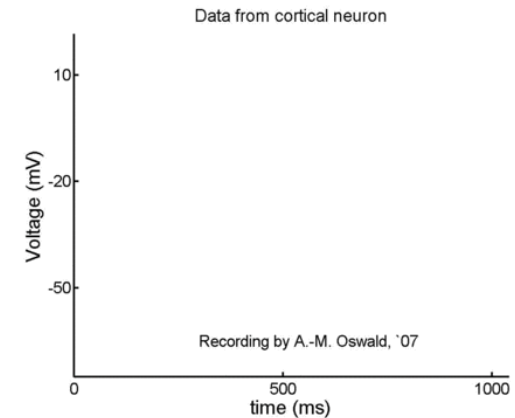 Data from cortical neuron
10
Voltage (mV)
-20
-50
Recording by A.-M. Oswald, `07
0 500 1000
time (ms)